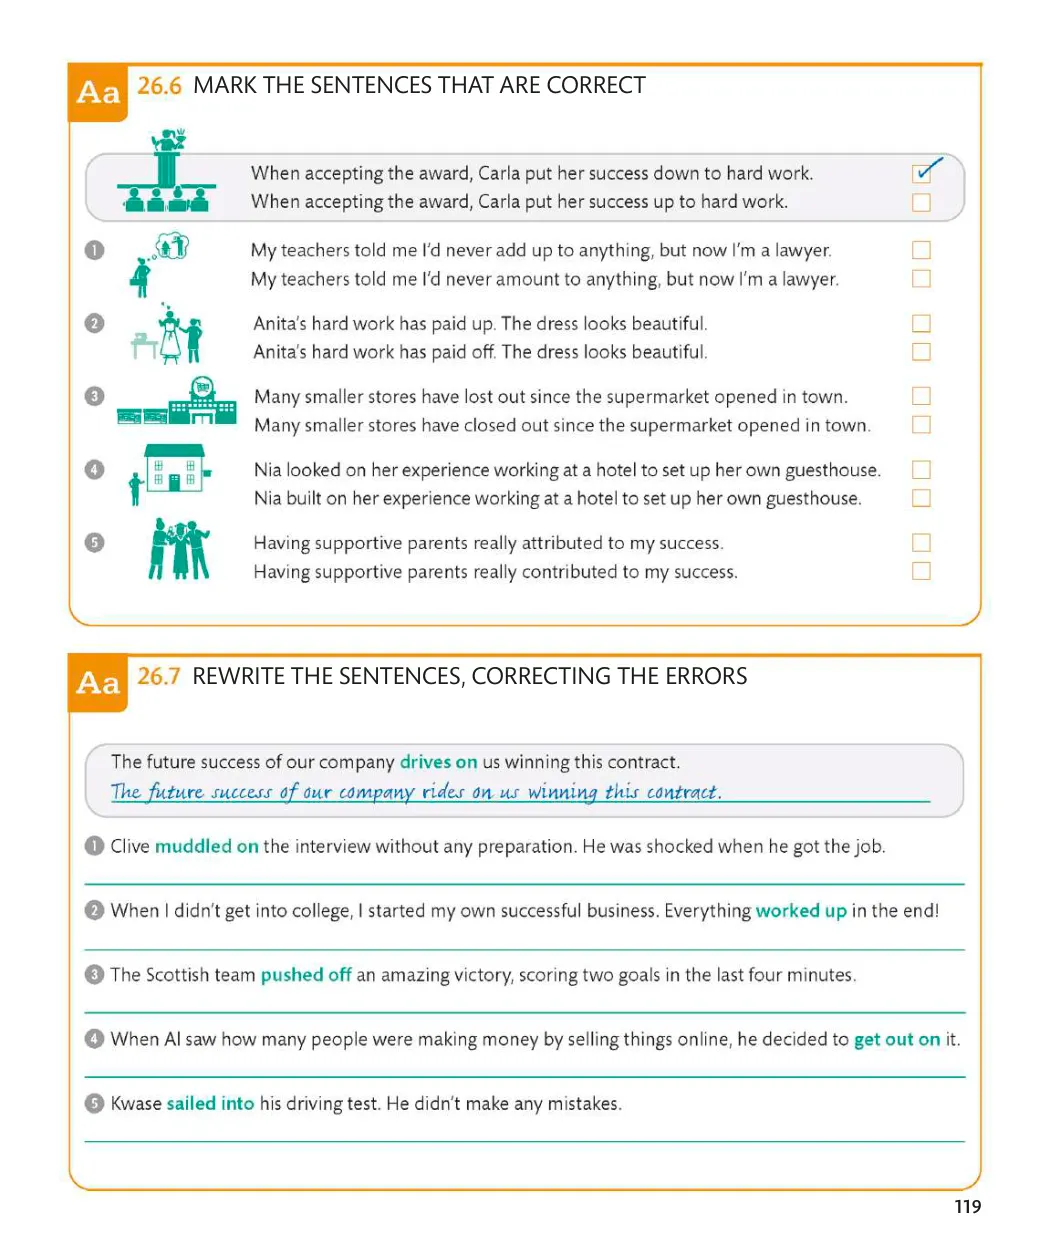 Aa 26.6 MARK THE SENTENCES THAT ARE CORRECT
When accepting the award, Carla put her success down to hard work.
When accepting the award, Carla put her success up to hard work.
1 My teachers told me I'd never add up to anything, but now I'm a lawyer.
My teachers told me I'd never amount to anything, but now I'm a lawyer.
2 Anita's hard work has paid up. The dress looks beautiful.
Anita's hard work has paid off. The dress looks beautiful.
3 Many smaller stores have lost out since the supermarket opened in town.
Many smaller stores have closed out since the supermarket opened in town.
4 Nia looked on her experience working at a hotel to set up her own guesthouse.
Nia built on her experience working at a hotel to set up her own guesthouse.
5 Having supportive parents really attributed to my success.
Having supportive parents really contributed to my success.
Aa 26.7 REWRITE THE SENTENCES, CORRECTING THE ERRORS
The future success of our company drives on us winning this contract.
The future success of our company rides on us winning this contract.
1 Clive muddled on the interview without any preparation. He was shocked when he got the job.
2 When I didn't get into college, I started my own successful business. Everything worked up in the end!
3 The Scottish team pushed off an amazing victory, scoring two goals in the last four minutes.
4 When Al saw how many people were making money by selling things online, he decided to get out on it.
5 Kwase sailed into his driving test. He didn't make any mistakes.
119